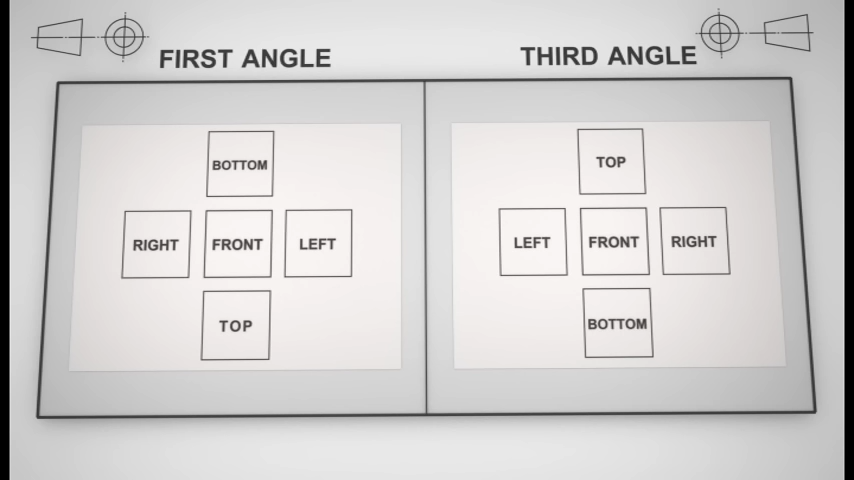 FIRST ANGLE
THIRD ANGLE
BOTTOM
RIGHT FRONT LEFT
TOP
TOP
LEFT FRONT RIGHT
BOTTOM